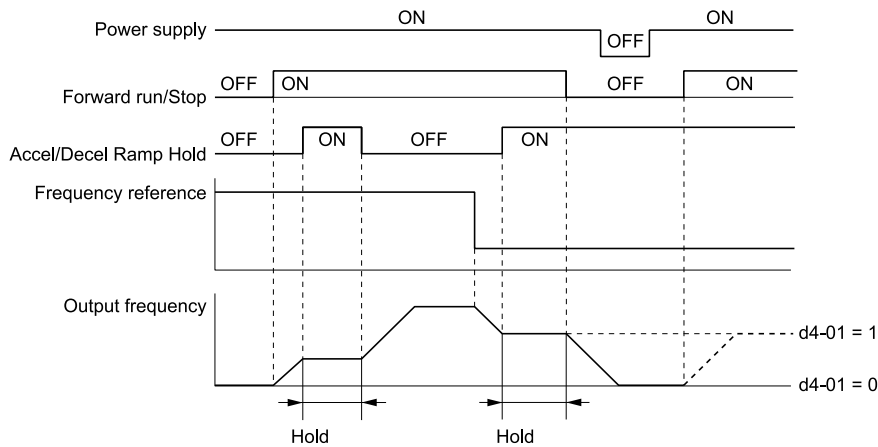 ON ON
Power supply
OFF
OFF ON OFF ON
Forward run/Stop
OFF ON OFF ON
Accel/Decel Ramp Hold
Frequency reference
Output frequency
d4-01 = 1
d4-01 = 0
Hold Hold